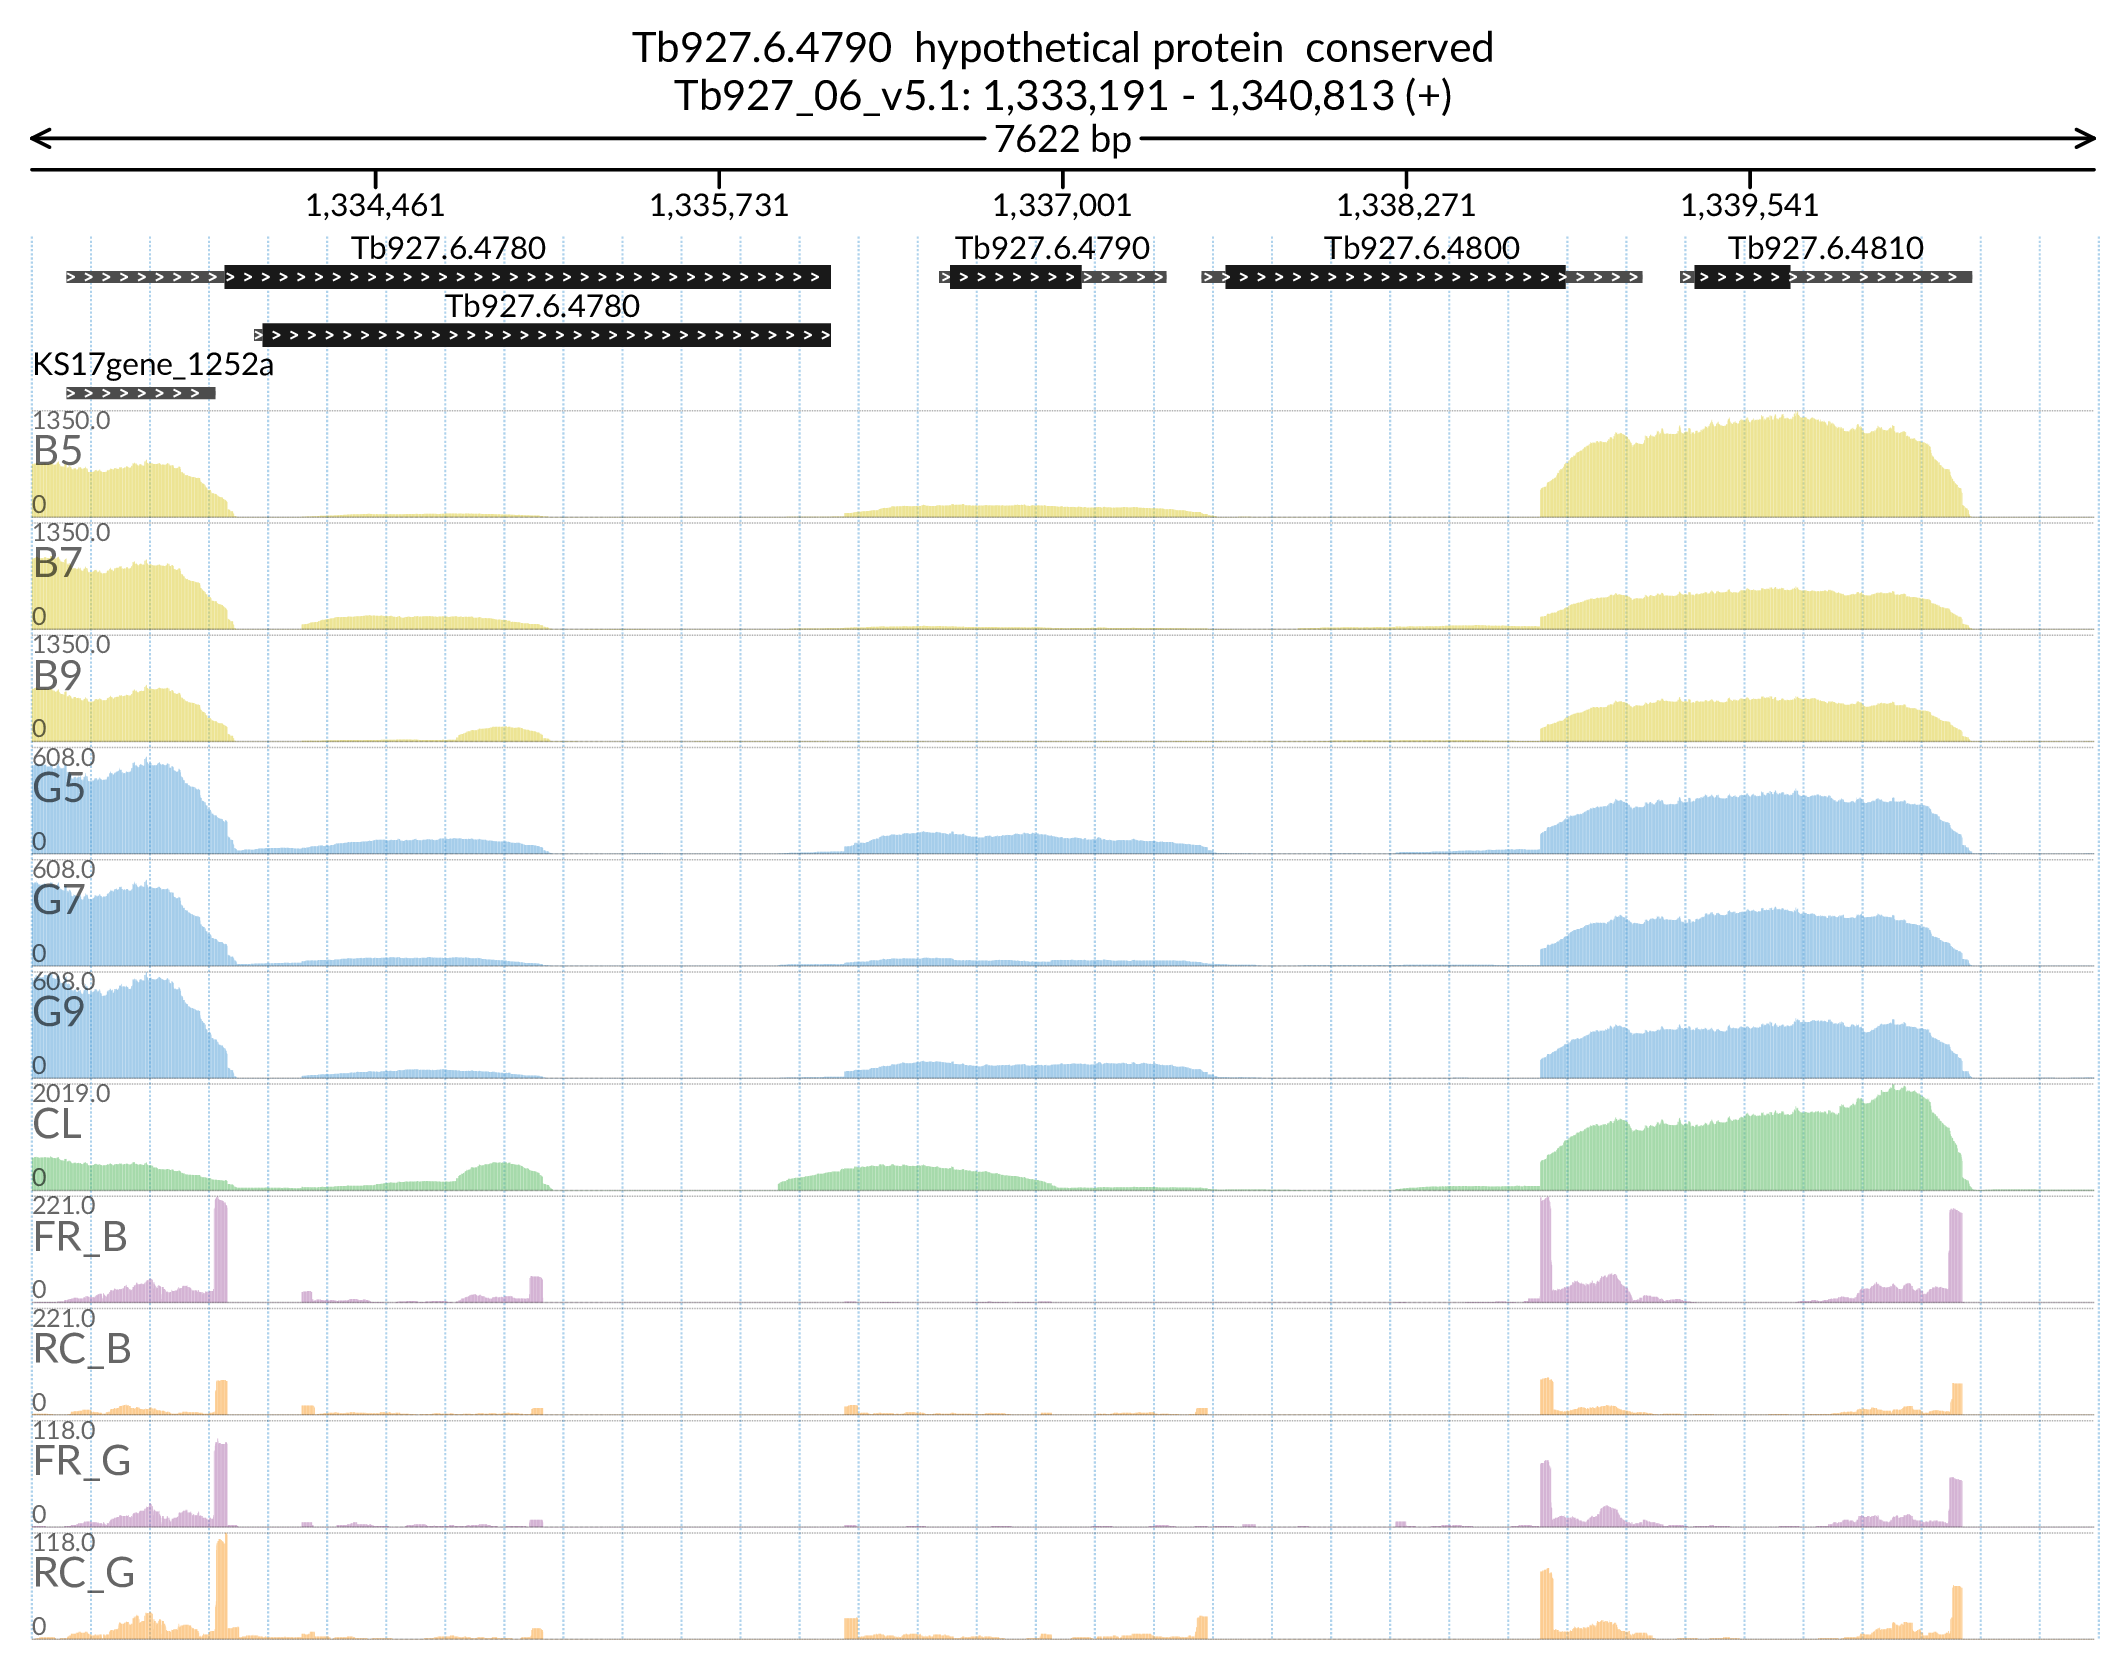 Tb927.6.4790  hypothetical protein  conserved
Tb927_06_v5.1: 1,333,191 - 1,340,813 (+)
7622 bp
1,334,461 1,335,731 1,337,001 1,338,271 1,339,541
Tb927.6.4780 Tb927.6.4790 Tb927.6.4800 Tb927.6.4810
Tb927.6.4780
KS17gene_1252a
1350.0
B5
0
1350.0
B7
0
1350.0
B9
0
608.0
G5
0
608.0
G7
0
608.0
G9
0
2019.0
CL
0
221.0
FR_B
0
221.0
RC_B
0
118.0
FR_G
0
118.0
RC_G
0